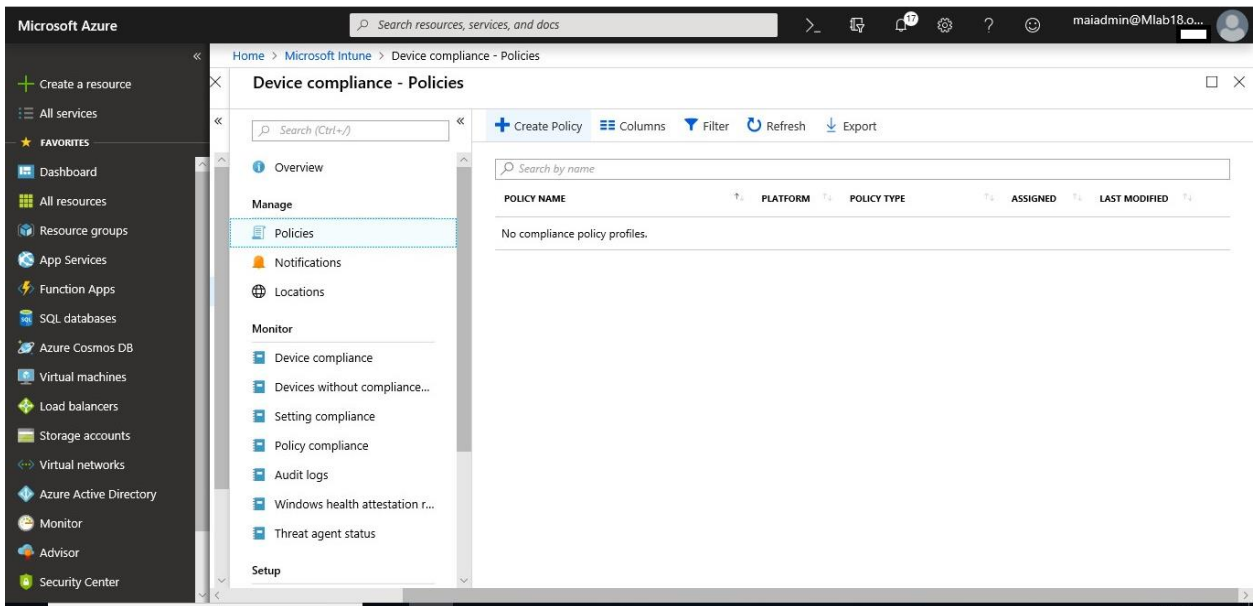 Microsoft Azure
Search resources, services, and docs
17
maiadmin@Mlab18.o...
Home > Microsoft Intune > Device compliance - Policies
Create a resource
All services
FAVORITES
Dashboard
All resources
Resource groups
App Services
Function Apps
SQL databases
Azure Cosmos DB
Virtual machines
Load balancers
Storage accounts
Virtual networks
Azure Active Directory
Monitor
Advisor
Security Center
Device compliance - Policies
Search (Ctrl+/)
Overview
Manage
Policies
Notifications
Locations
Monitor
Device compliance
Devices without compliance...
Setting compliance
Policy compliance
Audit logs
Windows health attestation r...
Threat agent status
Setup
Create Policy Columns Filter Refresh Export
Search by name
POLICY NAME PLATFORM POLICY TYPE ASSIGNED LAST MODIFIED
No compliance policy profiles.